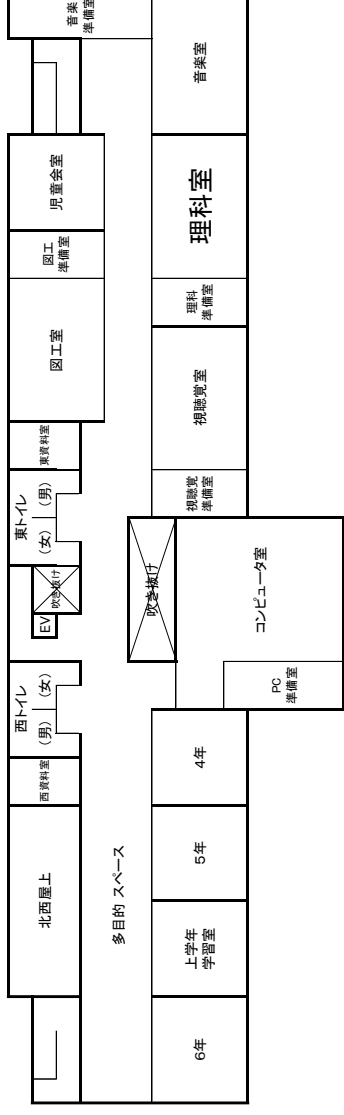 音楽
準備室
音楽室
児童会室
図工
準備室
理科室
図工室
理科
準備室
視聴覚室
東資料室
東トイレ
(女) (男)
視聴覚
準備室
EV
吹き抜け
吹き抜け
コンピュータ室
PC
準備室
西トイレ
(男) (女)
西資料室
4年
北西屋上
多目的 スペース
5年
上学年
学習室
6年